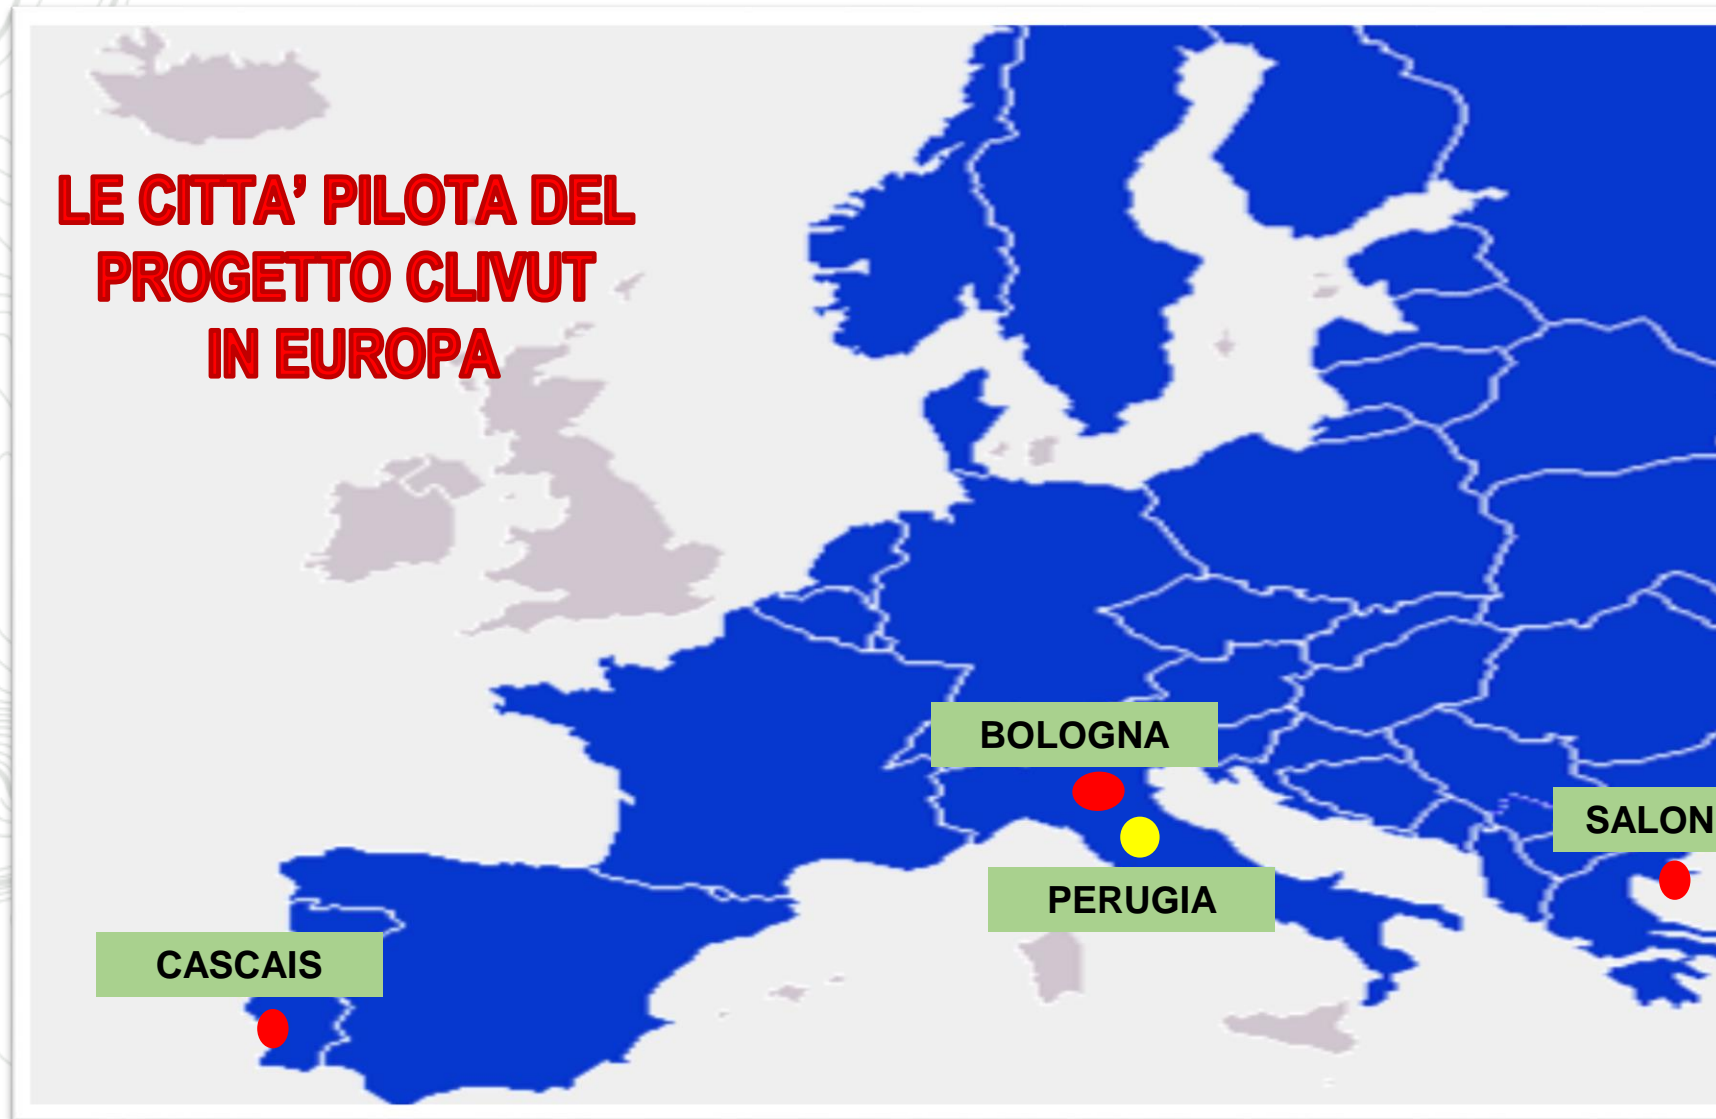 LE CITTA’ PILOTA DEL
PROGETTO CLIVUT
IN EUROPA
BOLOGNA
SALON
PERUGIA
CASCAIS